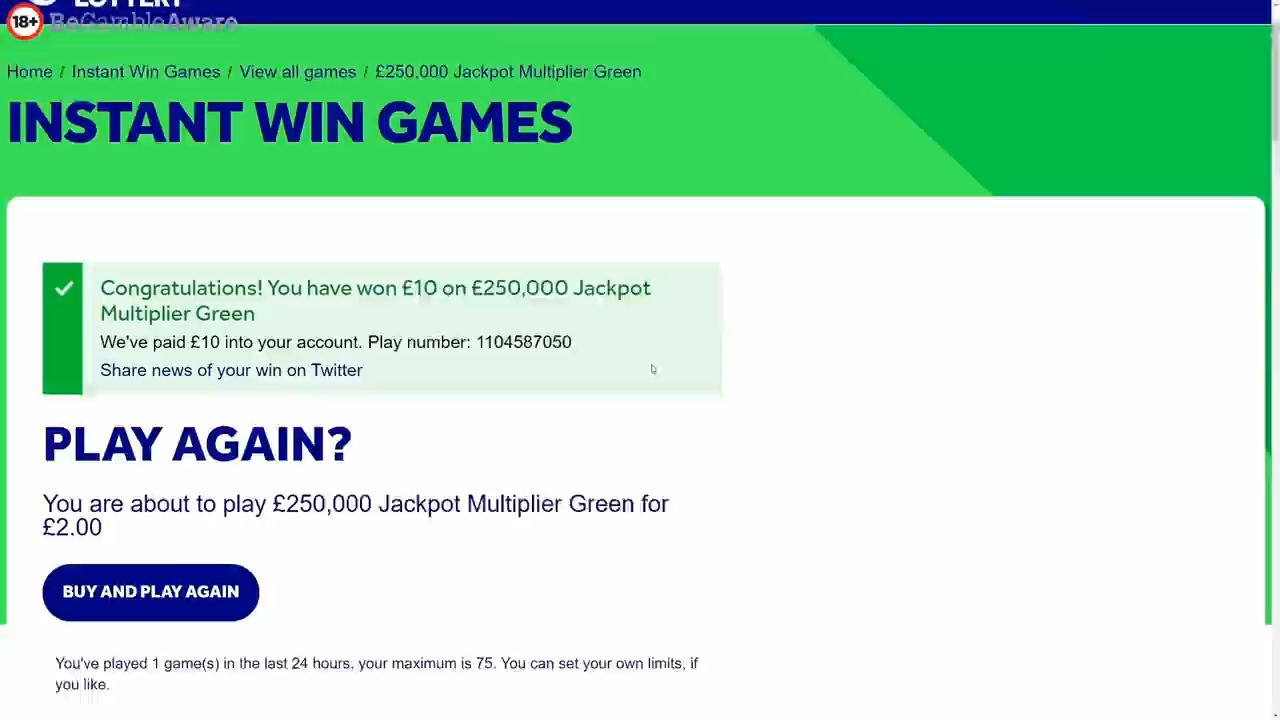 LOTTERY
18+ BeGambleAware
Home / Instant Win Games / View all games / £250,000 Jackpot Multiplier Green
INSTANT WIN GAMES
Congratulations! You have won £10 on £250,000 Jackpot
Multiplier Green
We've paid £10 into your account. Play number: 1104587050
Share news of your win on Twitter
PLAY AGAIN?
You are about to play £250,000 Jackpot Multiplier Green for
£2.00
BUY AND PLAY AGAIN
You've played 1 game(s) in the last 24 hours, your maximum is 75. You can set your own limits, if
you like.